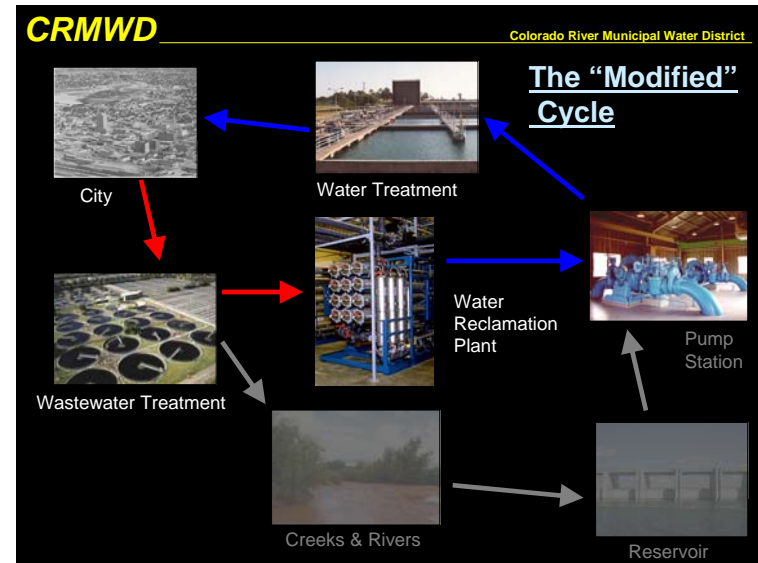 CRMWD
Colorado River Municipal Water District
The “Modified”
Cycle
City
Water Treatment
Water
Reclamation
Plant
Pump
Station
Wastewater Treatment
Creeks & Rivers
Reservoir